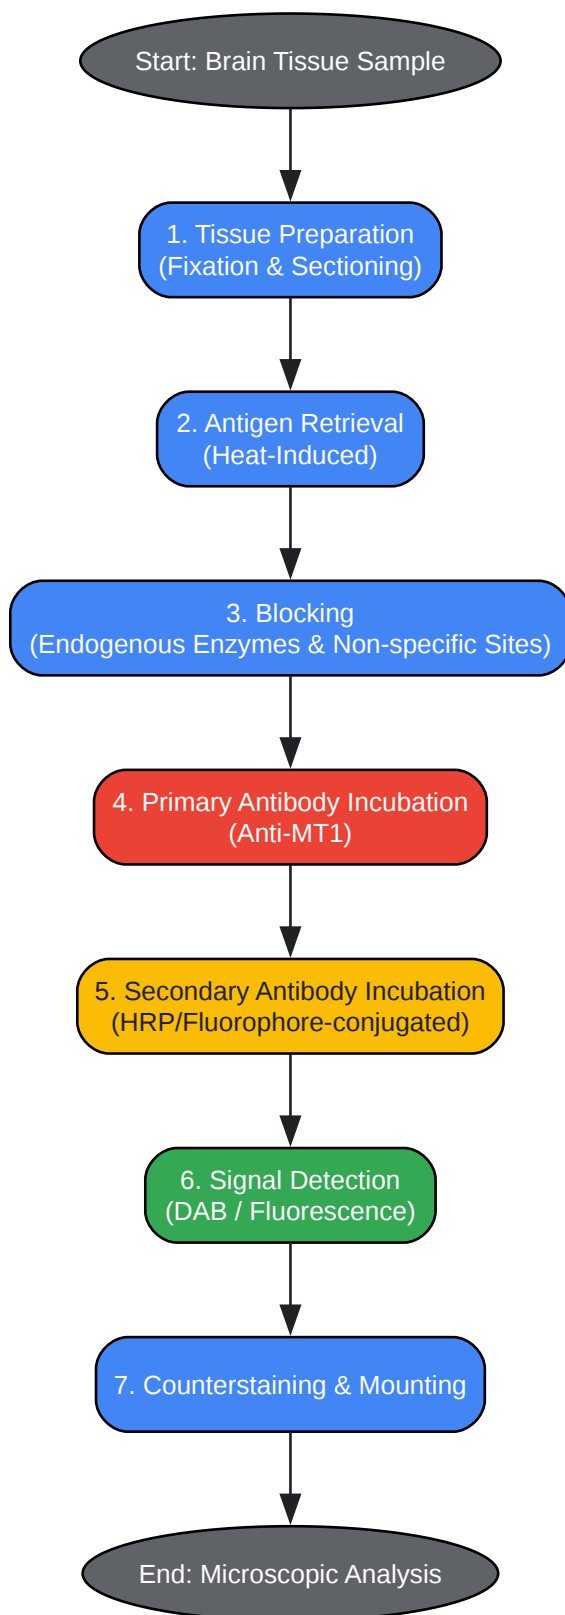 Start: Brain Tissue Sample
1. Tissue Preparation
(Fixation & Sectioning)
2. Antigen Retrieval
(Heat-Induced)
3. Blocking
(Endogenous Enzymes & Non-specific Sites)
4. Primary Antibody Incubation
(Anti-MT1)
5. Secondary Antibody Incubation
(HRP/Fluorophore-conjugated)
6. Signal Detection
(DAB / Fluorescence)
7. Counterstaining & Mounting
End: Microscopic Analysis